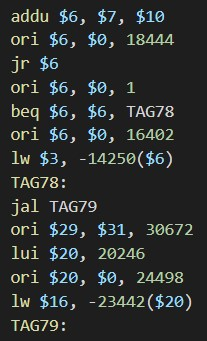 addu $6, $7, $10
ori $6, $0, 18444
jr $6
ori $6, $0, 1
beq $6, $6, TAG78
ori $6, $0, 16402
lw $3, -14250($6)
TAG78:
jal TAG79
ori $29, $31, 30672
lui $20, 20246
ori $20, $0, 24498
lw $16, -23442($20)
TAG79: